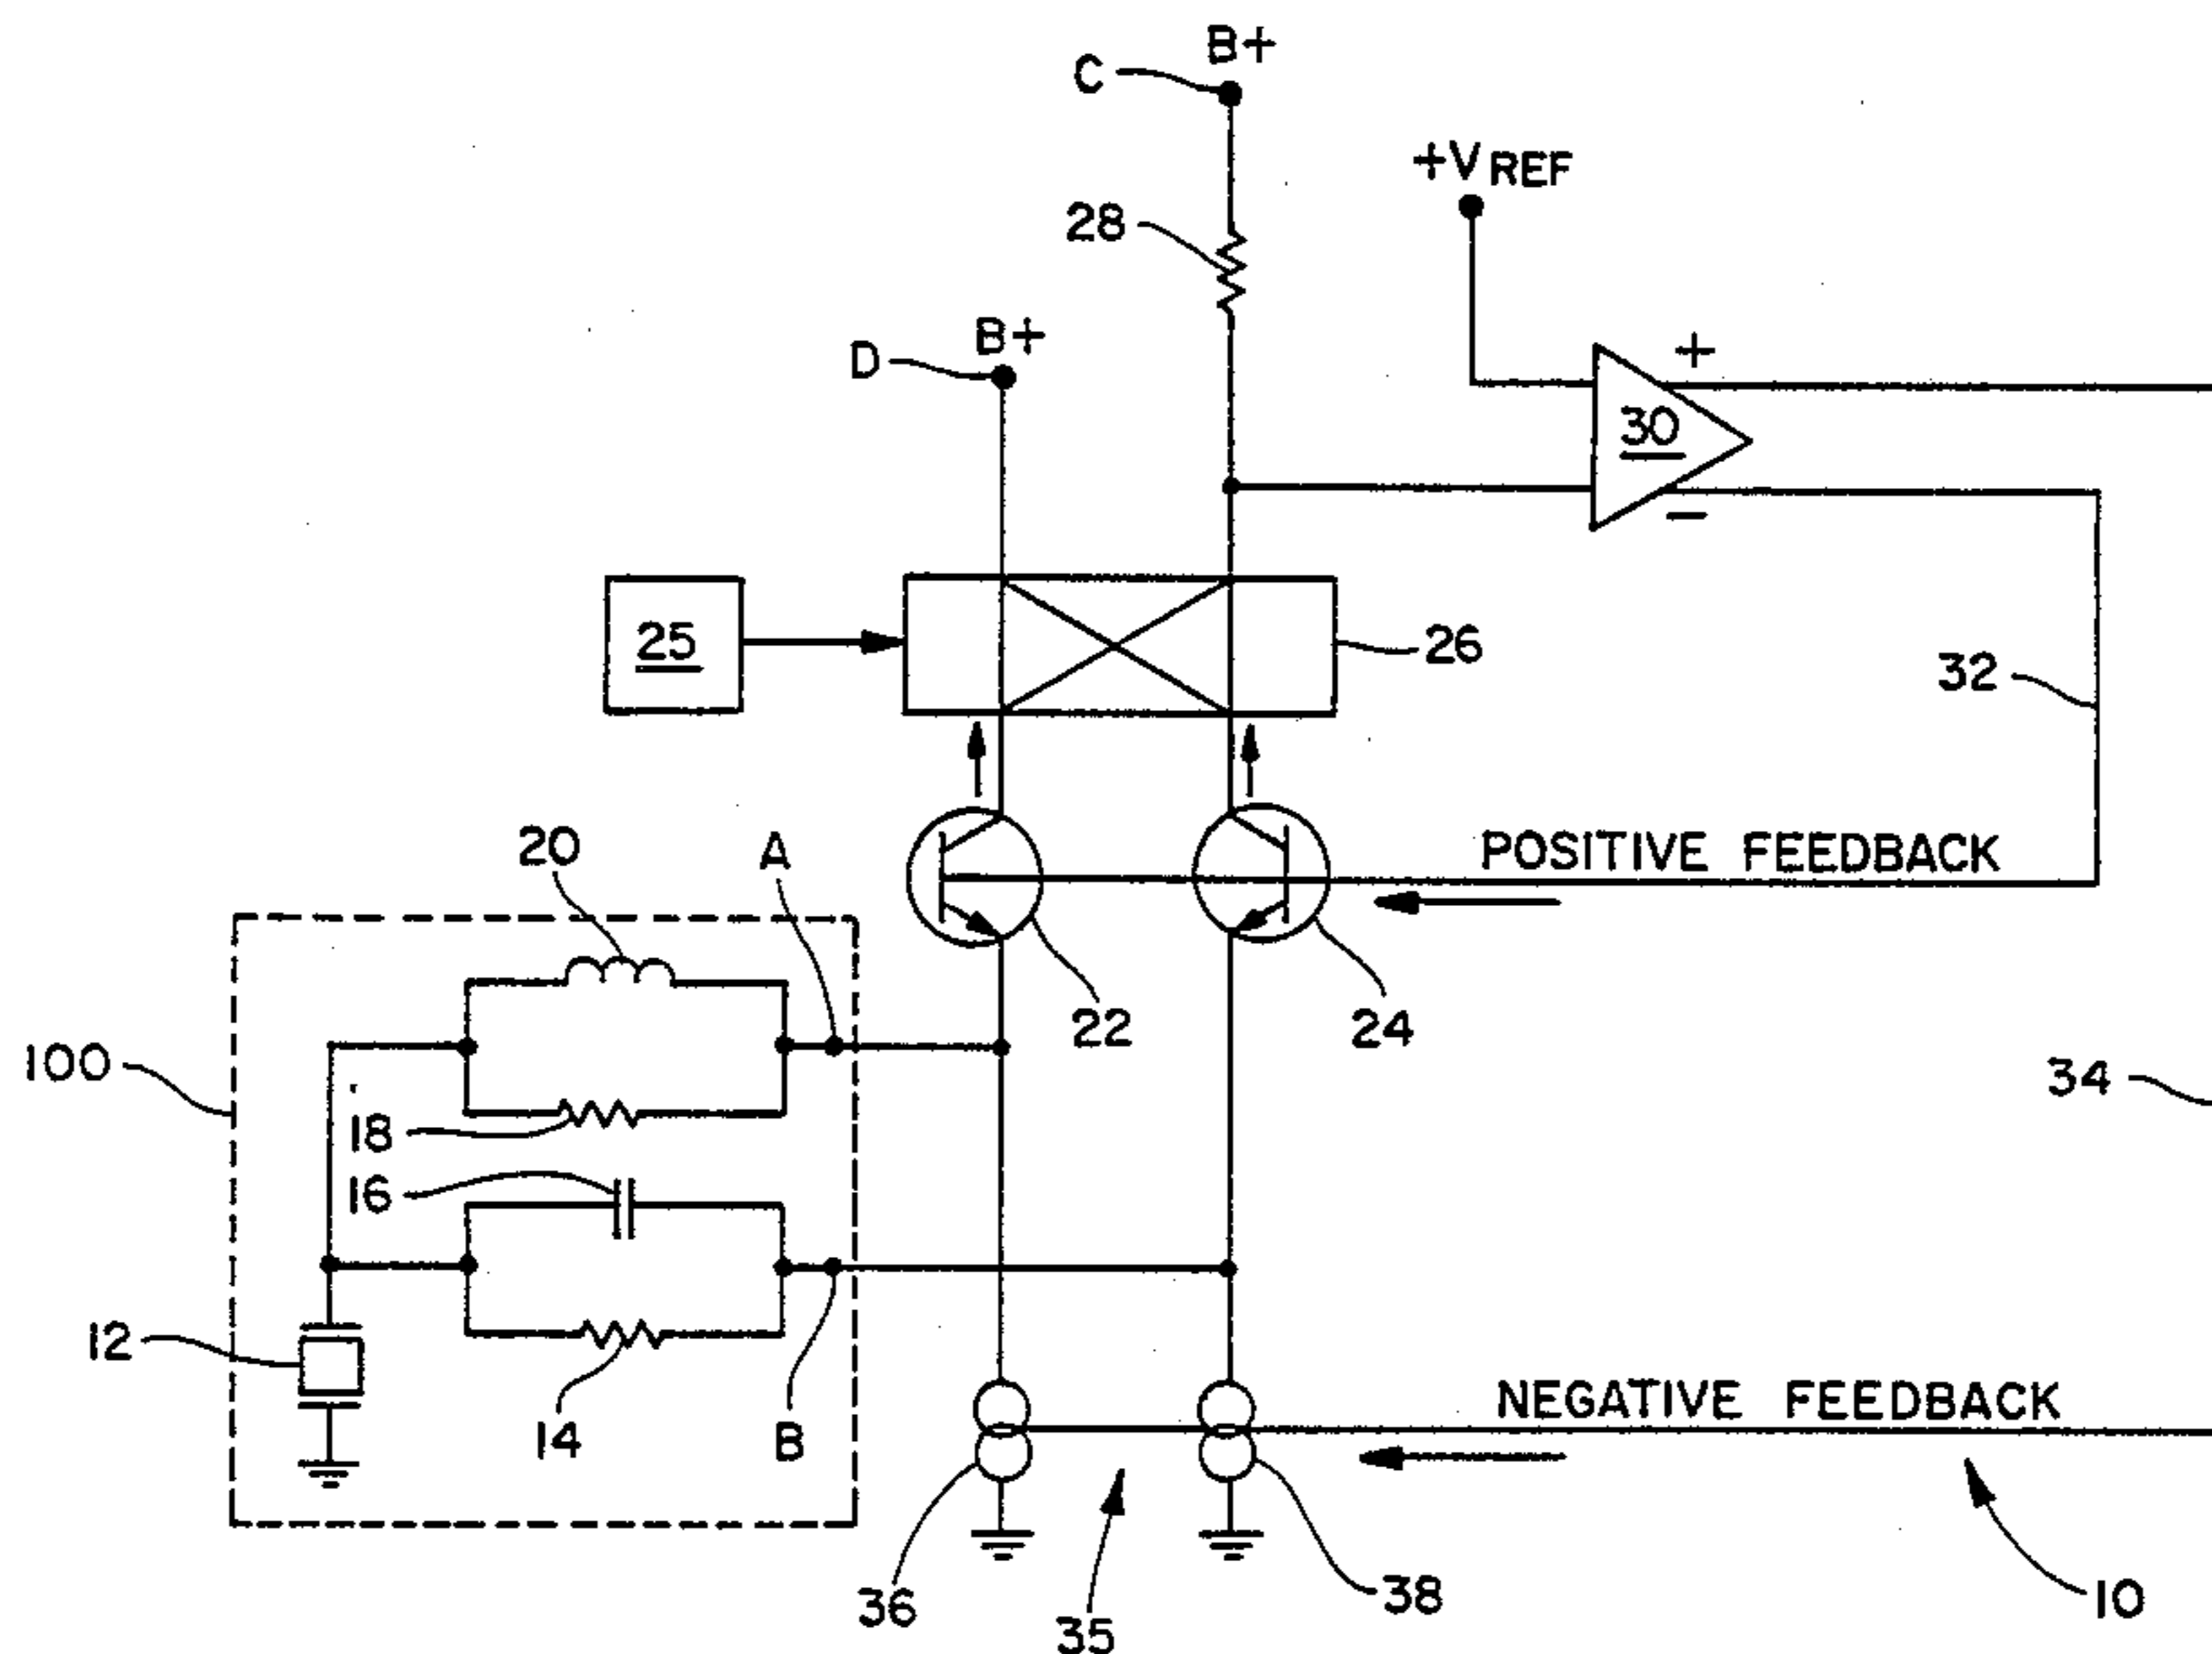 B+
C
+VREF
28
B+
D
30
+
−
25
26
32
POSITIVE FEEDBACK
20
A
22
24
100
34
18
16
12
14
B
NEGATIVE FEEDBACK
36
35
38
10